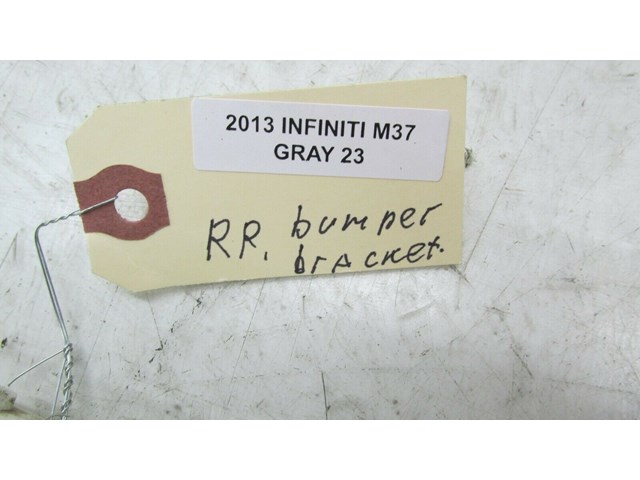 2013 INFINITI M37
GRAY 23
RR. bumper
bracket.